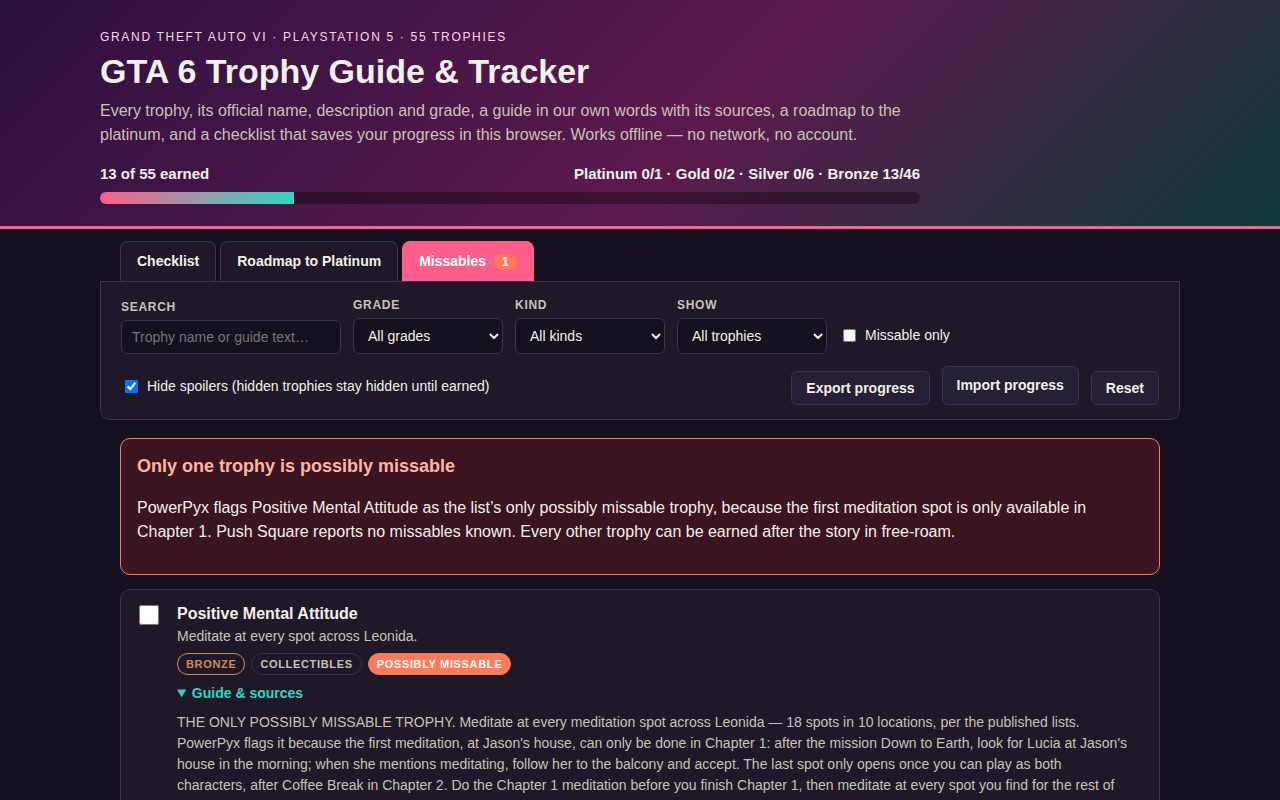 GRAND THEFT AUTO VI · PLAYSTATION 5 · 55 TROPHIES
GTA 6 Trophy Guide & Tracker
Every trophy, its official name, description and grade, a guide in our own words with its sources, a roadmap to the
platinum, and a checklist that saves your progress in this browser. Works offline — no network, no account.
13 of 55 earned
Platinum 0/1 · Gold 0/2 · Silver 0/6 · Bronze 13/46
Checklist
Roadmap to Platinum
Missables 1
SEARCH
GRADE
KIND
SHOW
Trophy name or guide text…
All grades
All kinds
All trophies
Missable only
Hide spoilers (hidden trophies stay hidden until earned)
Export progress
Import progress
Reset
Only one trophy is possibly missable
PowerPyx flags Positive Mental Attitude as the list’s only possibly missable trophy, because the first meditation spot is only available in
Chapter 1. Push Square reports no missables known. Every other trophy can be earned after the story in free-roam.
Positive Mental Attitude
Meditate at every spot across Leonida.
BRONZE
COLLECTIBLES
POSSIBLY MISSABLE
▼ Guide & sources
THE ONLY POSSIBLY MISSABLE TROPHY. Meditate at every meditation spot across Leonida — 18 spots in 10 locations, per the published lists.
PowerPyx flags it because the first meditation, at Jason's house, can only be done in Chapter 1: after the mission Down to Earth, look for Lucia at Jason's
house in the morning; when she mentions meditating, follow her to the balcony and accept. The last spot only opens once you can play as both
characters, after Coffee Break in Chapter 2. Do the Chapter 1 meditation before you finish Chapter 1, then meditate at every spot you find for the rest of